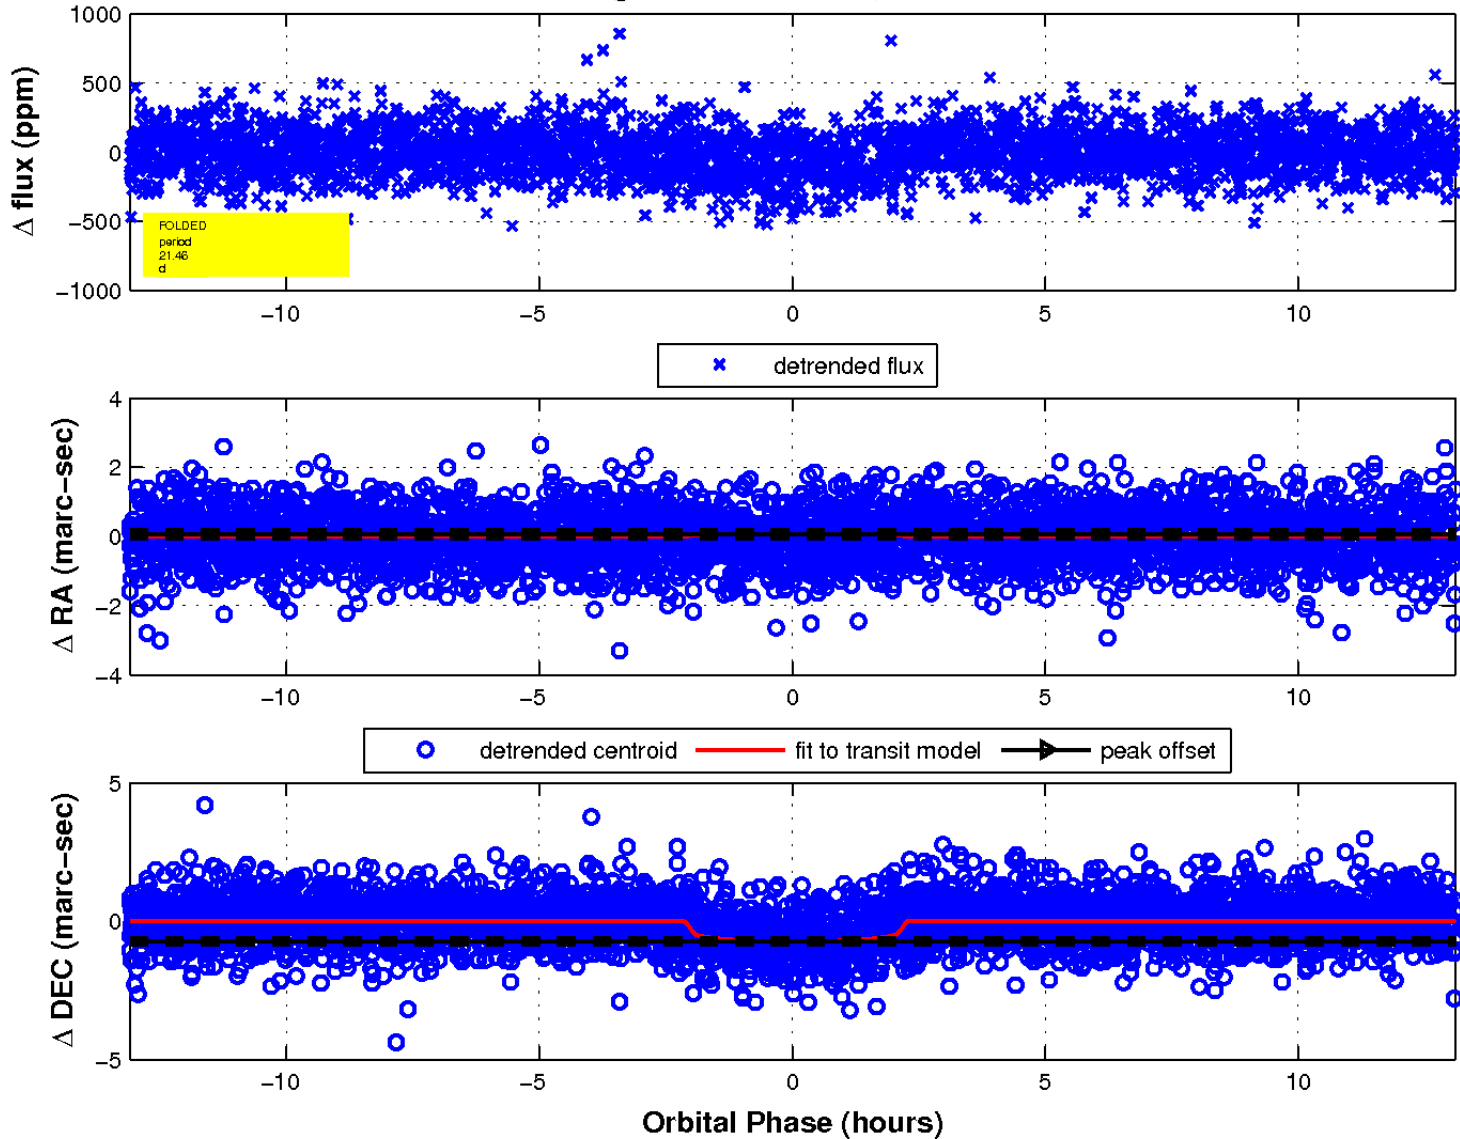 1000
500
0
−500
−1000
Δ flux (ppm)
FOLDED
period
21.46
d
−10
−5
0
5
10
detrended flux
4
2
0
−2
−4
Δ RA (marc−sec)
−10
−5
0
5
10
detrended centroid
fit to transit model
peak offset
5
0
−5
Δ DEC (marc−sec)
−10
−5
0
5
10
Orbital Phase (hours)